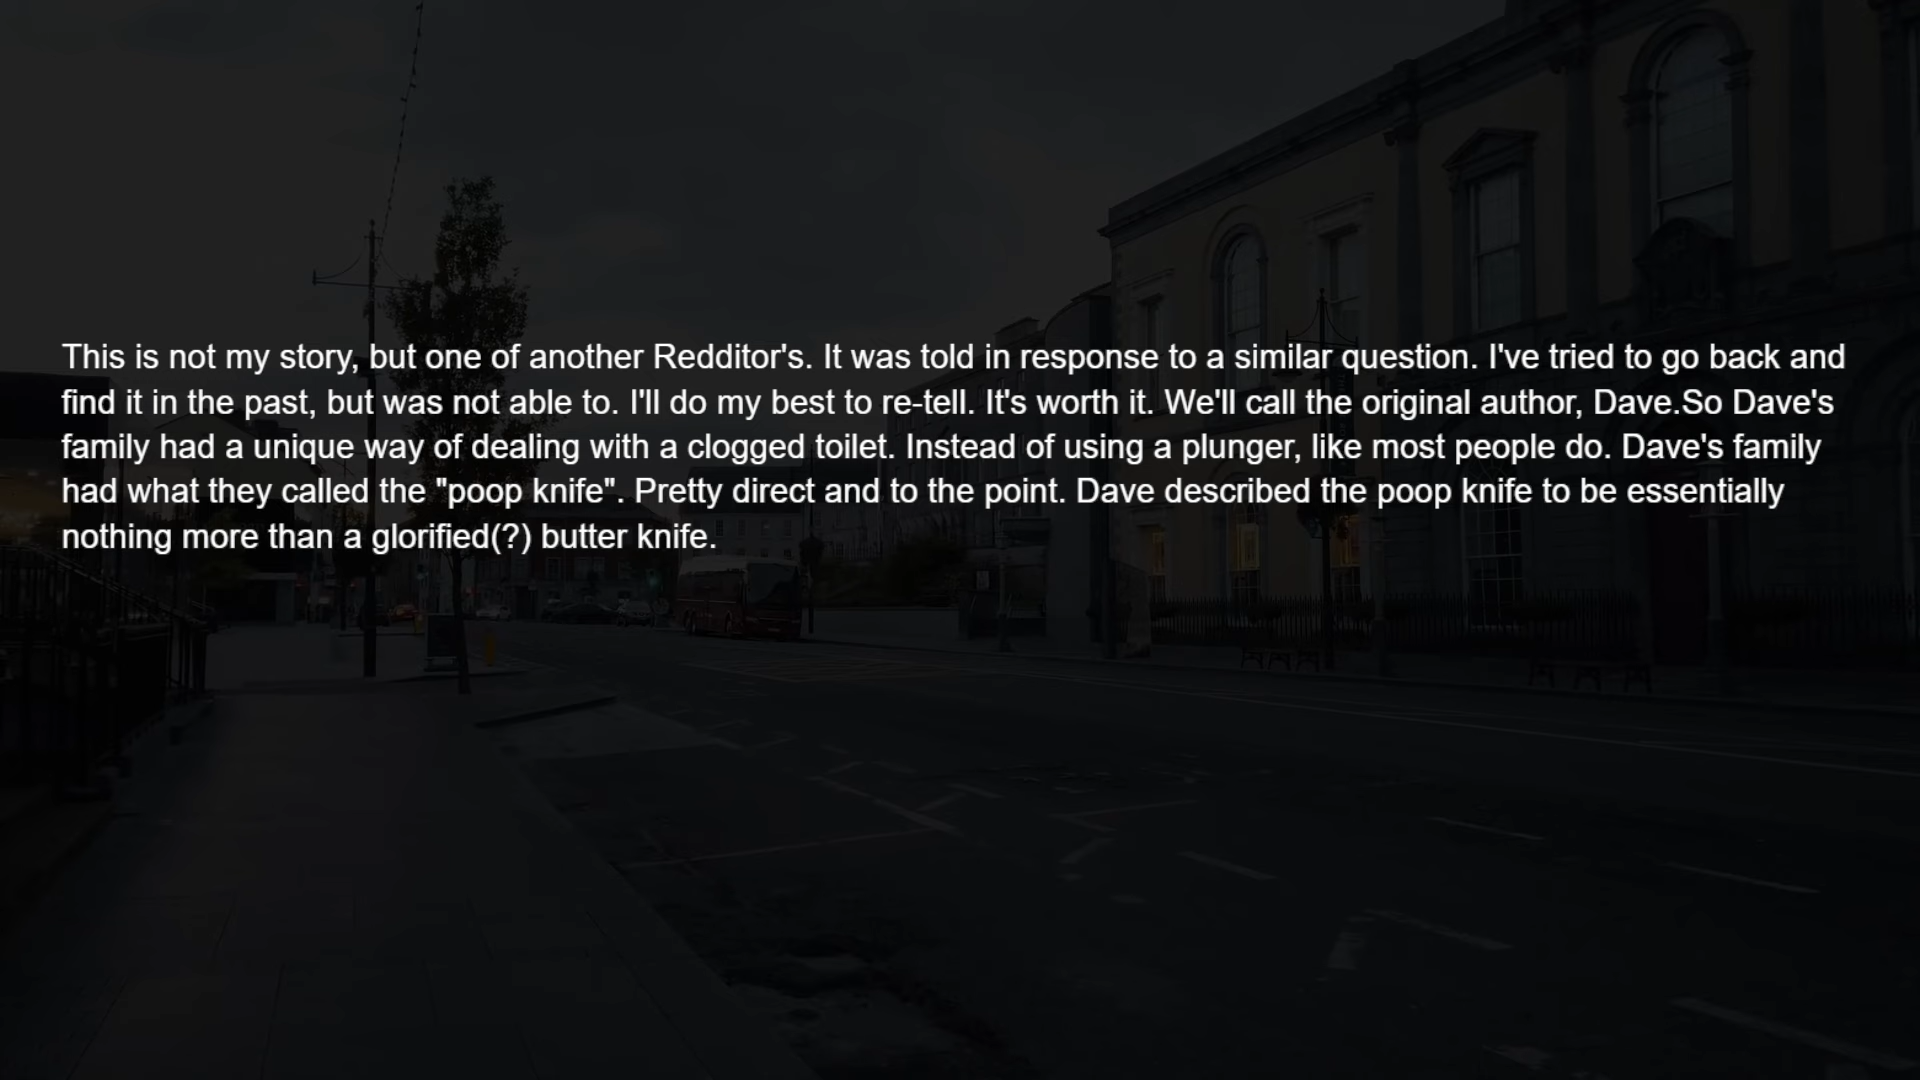 This is not my story, but one of another Redditor's. It was told in response to a similar question. I've tried to go back and
find it in the past, but was not able to. I'll do my best to re-tell. It's worth it. We'll call the original author, Dave.So Dave's
family had a unique way of dealing with a clogged toilet. Instead of using a plunger, like most people do. Dave's family
had what they called the "poop knife". Pretty direct and to the point. Dave described the poop knife to be essentially
nothing more than a glorified(?) butter knife.